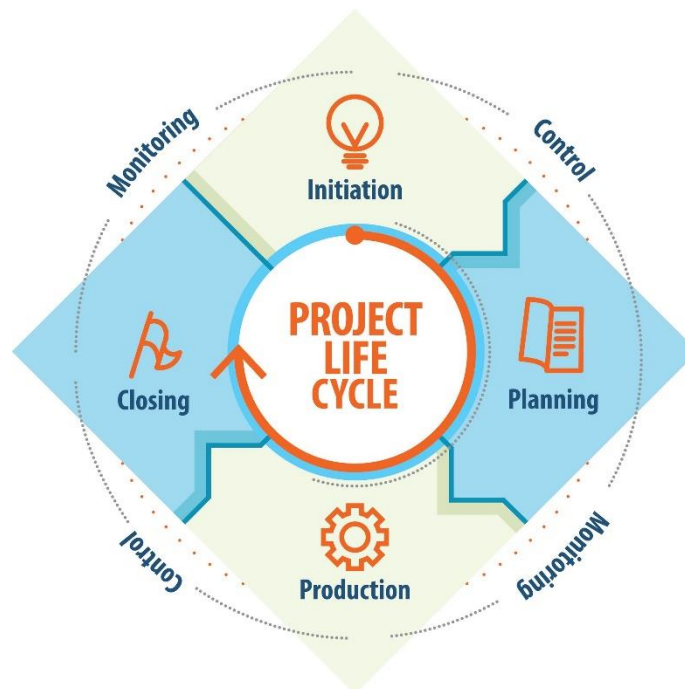 Monitoring
Control
Initiation
PROJECT
LIFE
CYCLE
Closing
Planning
Production
Control
Monitoring